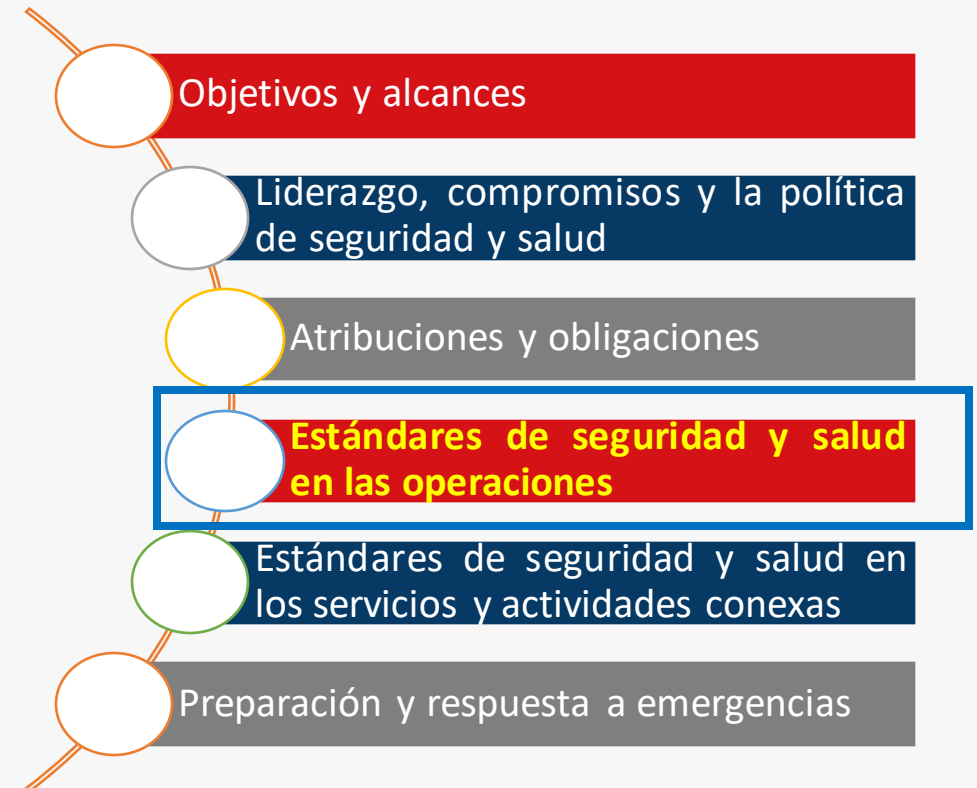 Objetivos y alcances
Liderazgo, compromisos y la política
de seguridad y salud
Atribuciones y obligaciones
Estándares de seguridad y salud
en las operaciones
Estándares de seguridad y salud en
los servicios y actividades conexas
Preparación y respuesta a emergencias